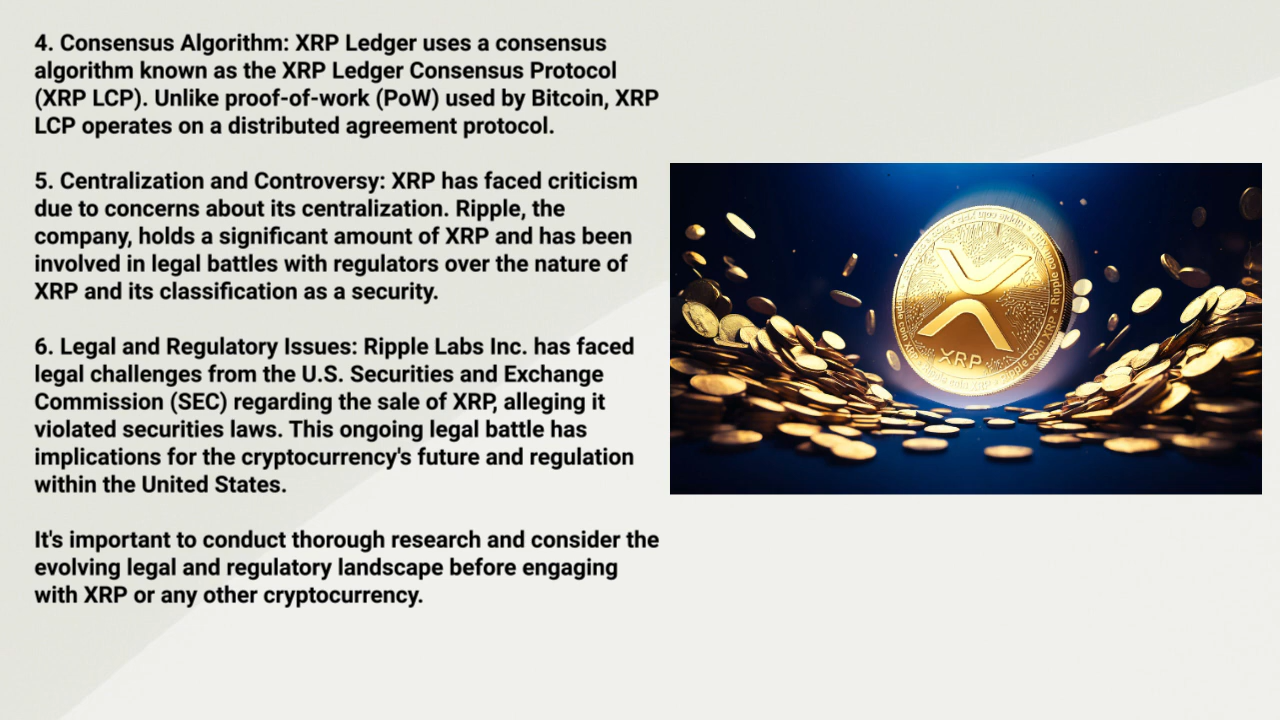 4. Consensus Algorithm: XRP Ledger uses a consensus
algorithm known as the XRP Ledger Consensus Protocol
(XRP LCP). Unlike proof-of-work (PoW) used by Bitcoin, XRP
LCP operates on a distributed agreement protocol.
5. Centralization and Controversy: XRP has faced criticism
due to concerns about its centralization. Ripple, the
company, holds a significant amount of XRP and has been
involved in legal battles with regulators over the nature of
XRP and its classification as a security.
6. Legal and Regulatory Issues: Ripple Labs Inc. has faced
legal challenges from the U.S. Securities and Exchange
Commission (SEC) regarding the sale of XRP, alleging it
violated securities laws. This ongoing legal battle has
implications for the cryptocurrency's future and regulation
within the United States.
It's important to conduct thorough research and consider the
evolving legal and regulatory landscape before engaging
with XRP or any other cryptocurrency.
XRP